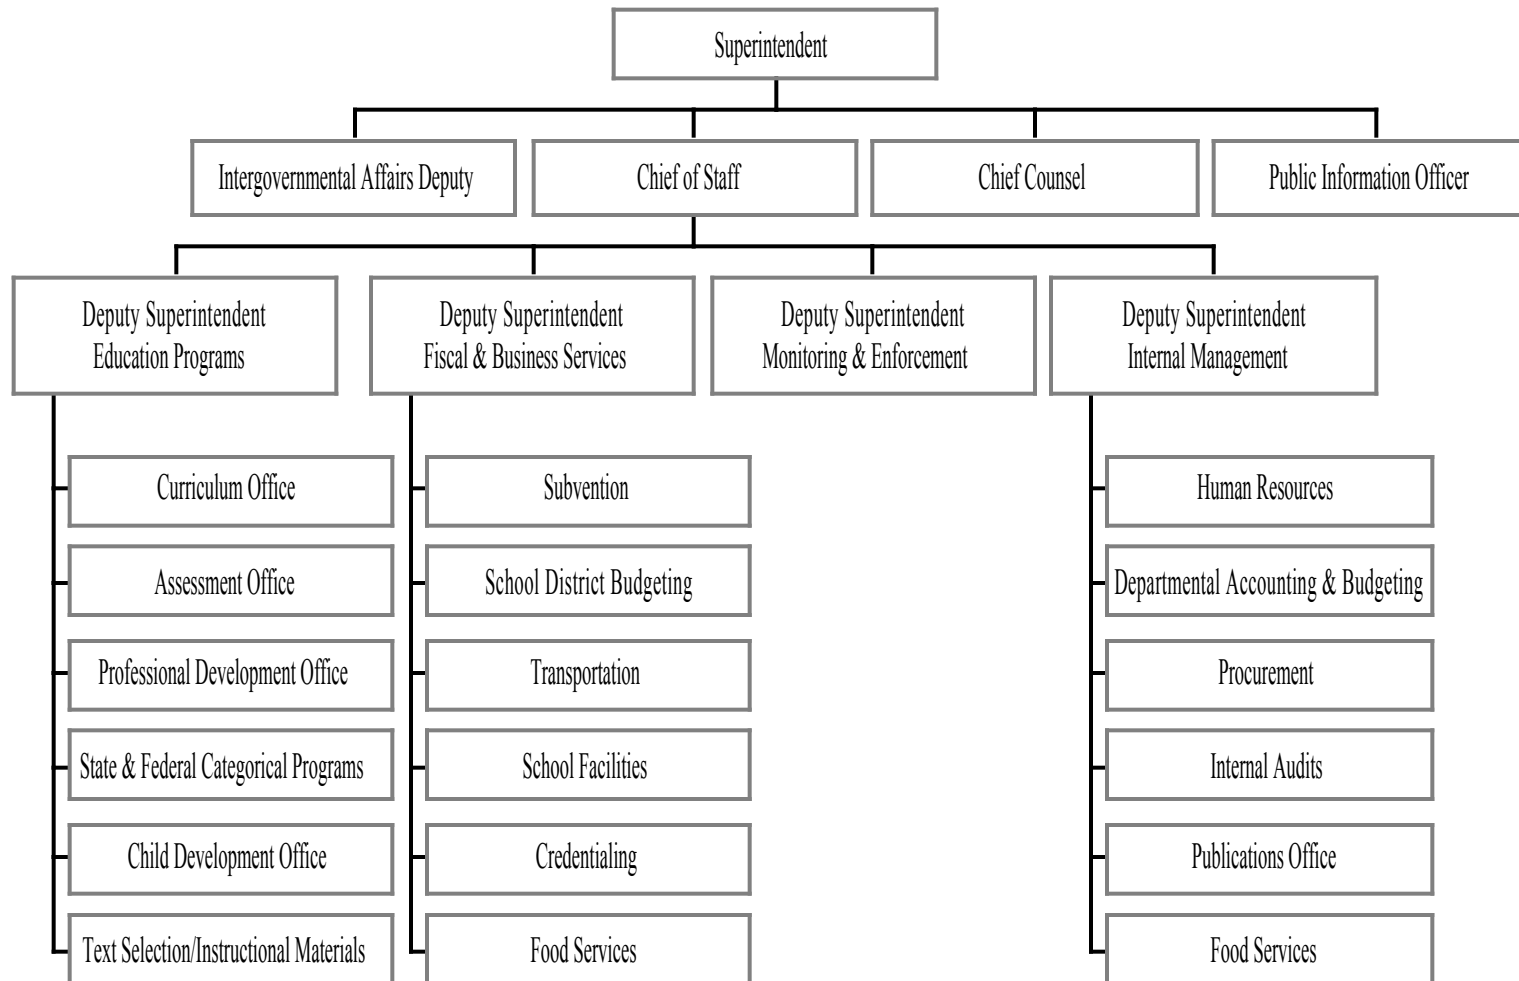 Superintendent
Intergovernmental Affairs Deputy
Chief of Staff
Chief Counsel
Public Information Officer
Deputy Superintendent
Education Programs
Deputy Superintendent
Fiscal & Business Services
Deputy Superintendent
Monitoring & Enforcement
Deputy Superintendent
Internal Management
Curriculum Office
Assessment Office
Professional Development Office
State & Federal Categorical Programs
Child Development Office
Text Selection/Instructional Materials
Subvention
School District Budgeting
Transportation
School Facilities
Credentialing
Food Services
Human Resources
Departmental Accounting & Budgeting
Procurement
Internal Audits
Publications Office
Food Services